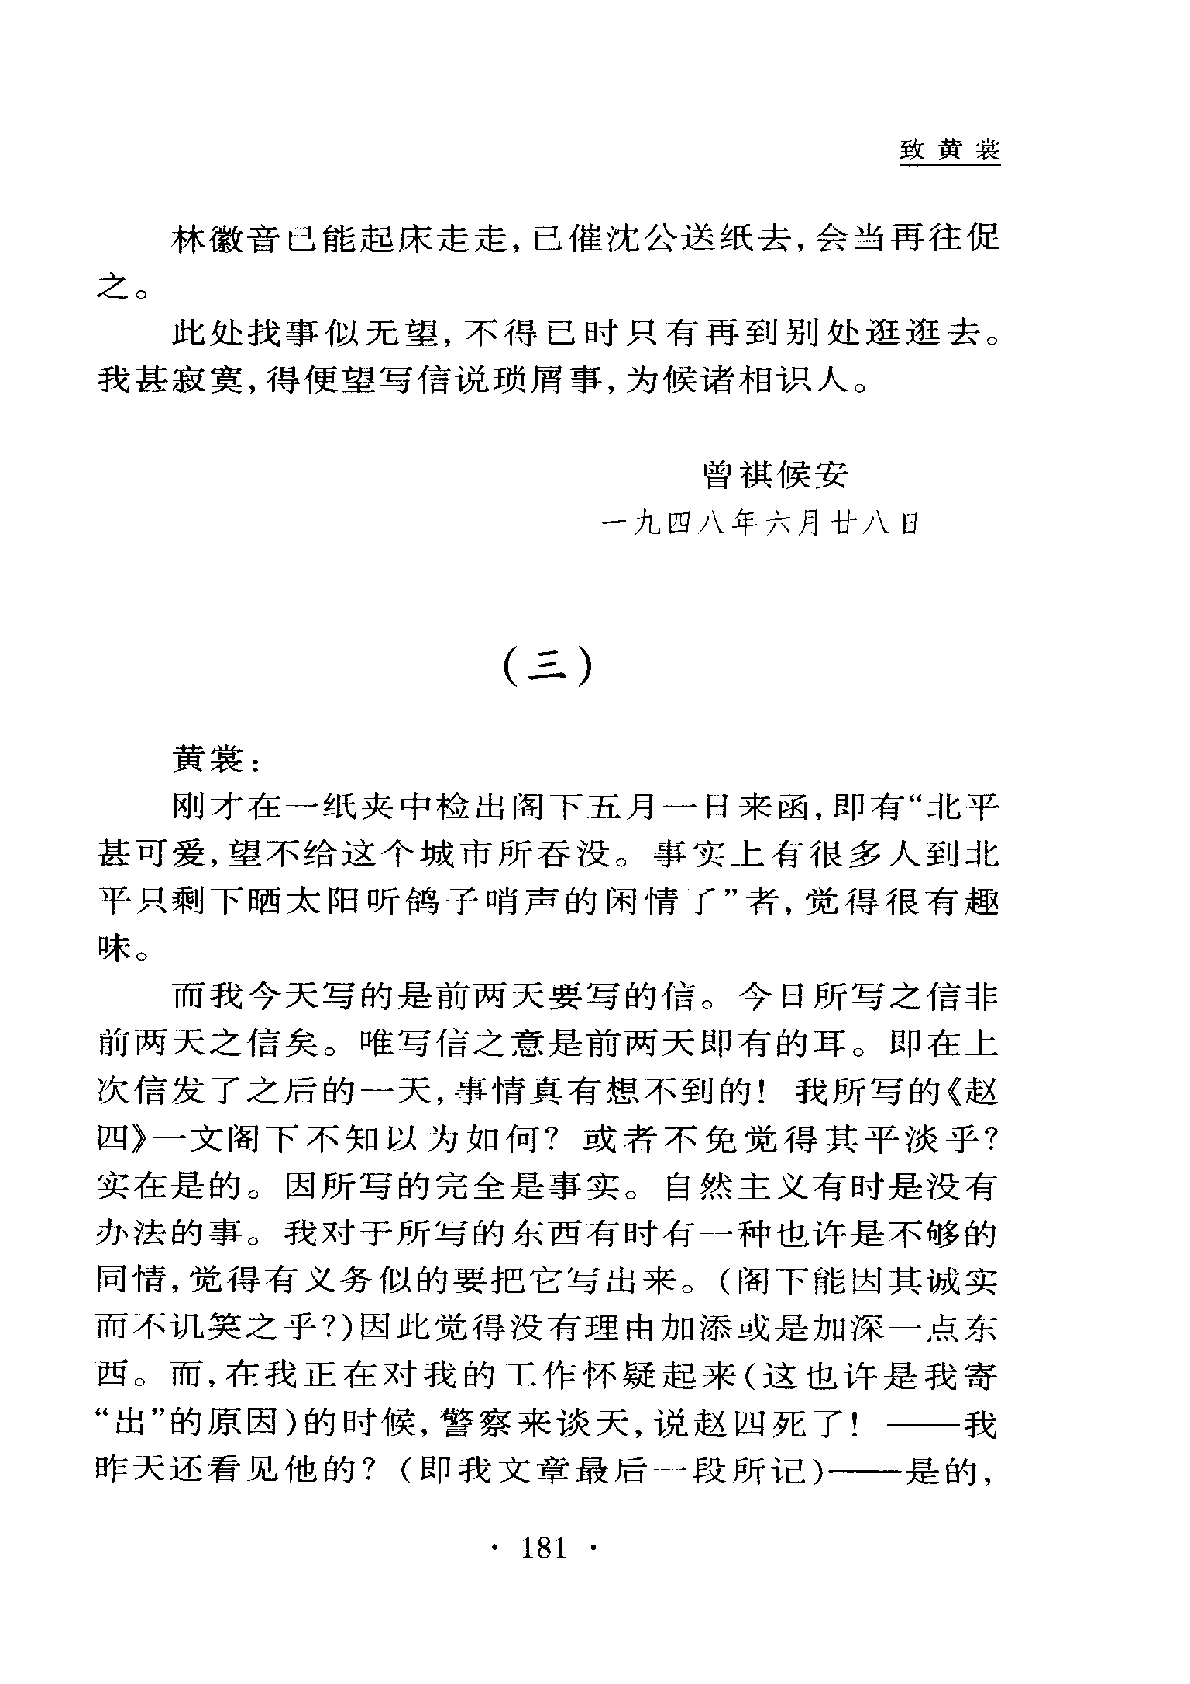 致黄裳
林徽音已能起床走走,已催沈公送纸去,会当再往促
之。
此处找事似无望,不得已时只有再到别处逛逛去。
我甚寂寞,得便望写信说琐屑事,为候诸相识人。
曾祺候安
一九四八年六月廿八日
(三)
黄裳:
刚才在一纸夹中检出阁下五月一日来函,即有“北平
甚可爱,望不给这个城市所吞没。事实上有很多人到北
平只剩下晒太阳听鸽子哨声的闲情了”者,觉得很有趣
味。
而我今天写的是前两天要写的信。今日所写之信非
前两天之信矣。唯写信之意是前两天即有的耳。即在上
次信发了之后的一天,事情真有想不到的! 我所写的《赵
四》一文阁下不知以为如何? 或者不免觉得其平淡乎?
实在是的。因所写的完全是事实。自然主义有时是没有
办法的事。我对于所写的东西有时有一种也许是不够的
同情,觉得有义务似的要把它写出来。(阁下能因其诚实
而不讥笑之乎?)因此觉得没有理由加添或是加深一点东
西。而,在我正在对我的工作怀疑起来(这也许是我寄
“出”的原因)的时候,警察来谈天,说赵四死了! ——我
昨天还看见他的? (即我文章最后一段所记)——是的,
· 181 ·